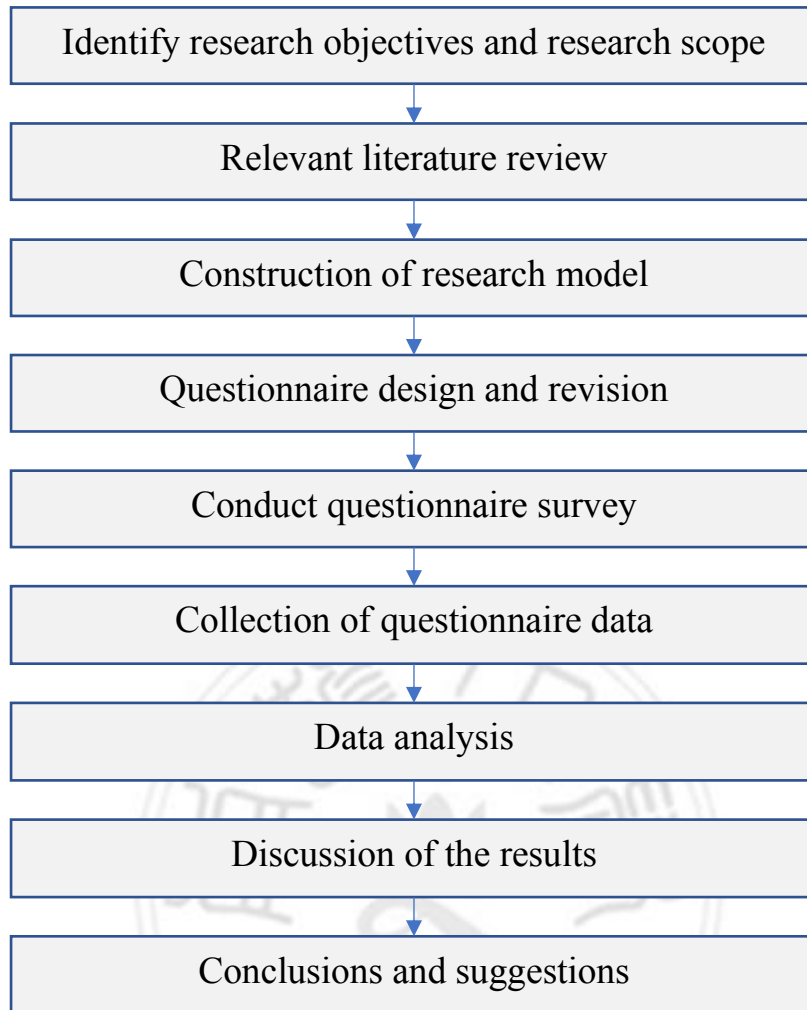 Identify research objectives and research scope
Relevant literature review
Construction of research model
Questionnaire design and revision
Conduct questionnaire survey
Collection of questionnaire data
Data analysis
Discussion of the results
Conclusions and suggestions